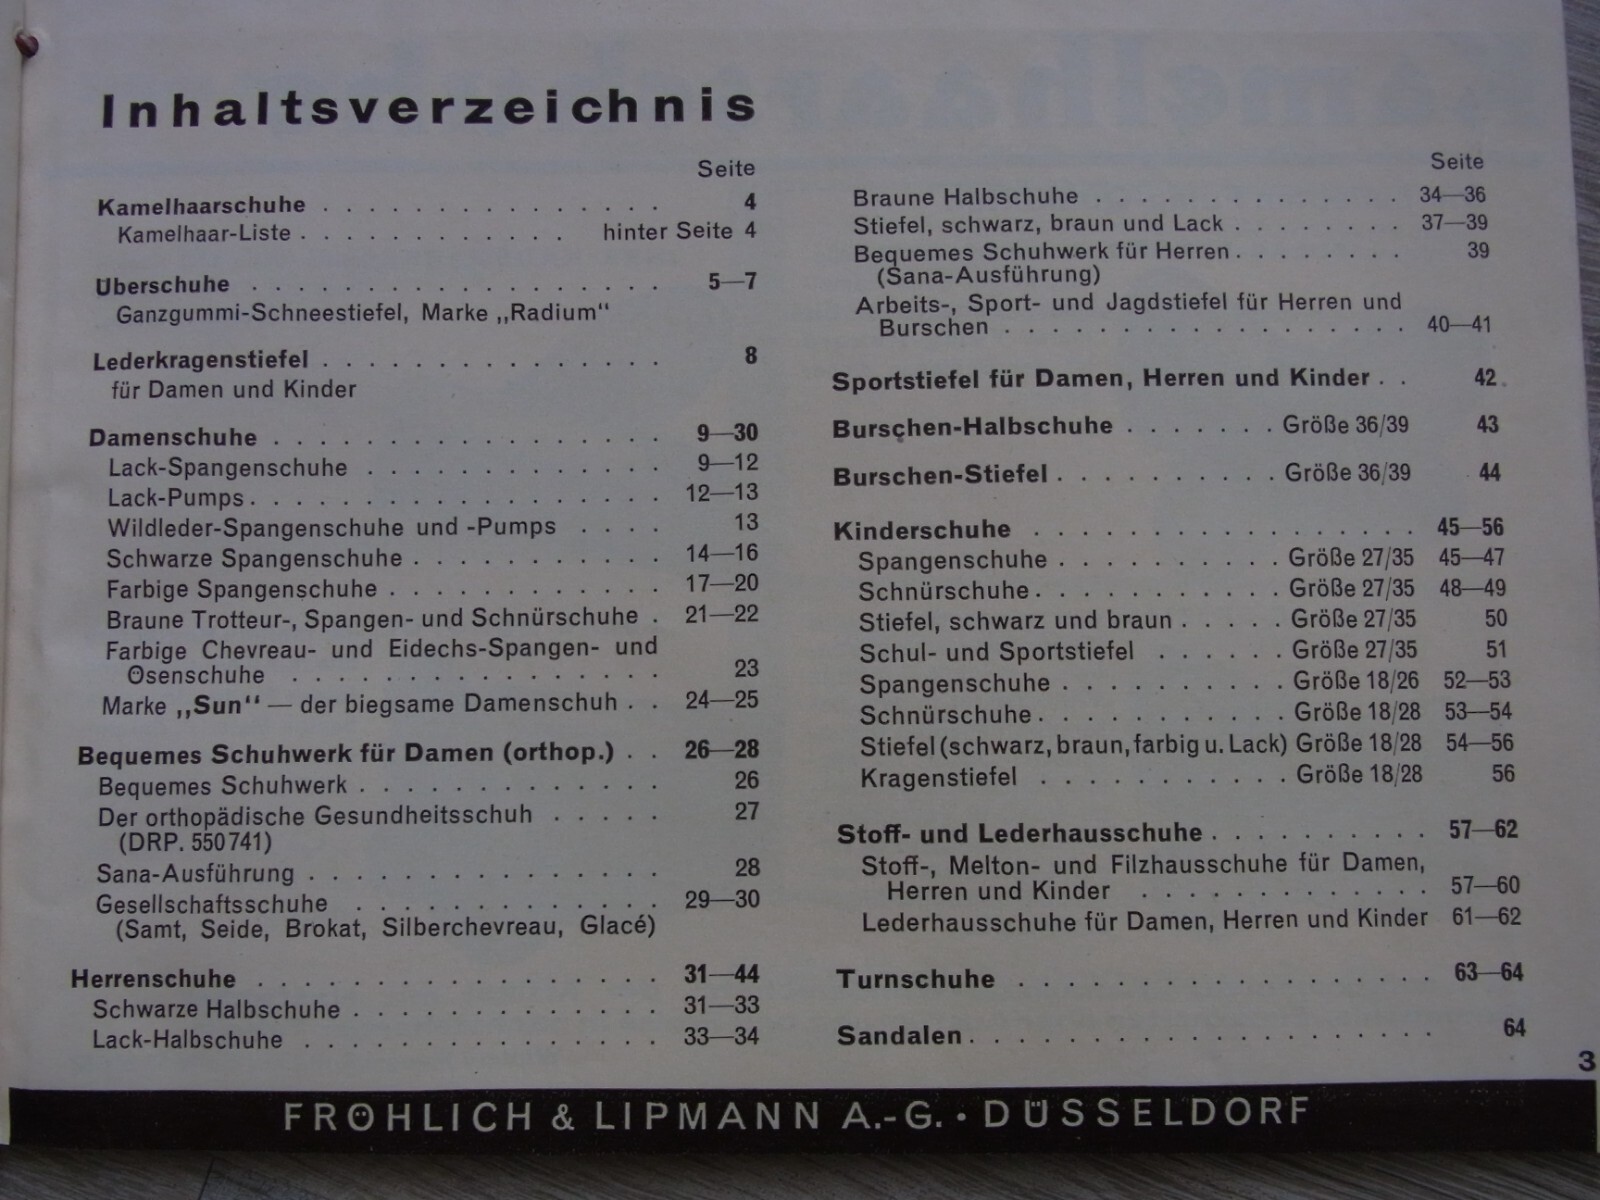 Inhaltsverzeichnis
Seite
Kamelhaarschuhe . . . . . . . . . . . . . . . 4
Kamelhaar-Liste . . . . . . . . . . . . hinter Seite 4
Überschuhe . . . . . . . . . . . . . . . . . . 5—7
Ganzgummi-Schneestiefel, Marke „Radium“
Lederkragenstiefel . . . . . . . . . . . . . . . 8
für Damen und Kinder
Damenschuhe . . . . . . . . . . . . . . . . . 9—30
Lack-Spangenschuhe . . . . . . . . . . . . . 9—12
Lack-Pumps . . . . . . . . . . . . . . . . . . 12—13
Wildleder-Spangenschuhe und -Pumps . . . . 13
Schwarze Spangenschuhe . . . . . . . . . . . 14—16
Farbige Spangenschuhe . . . . . . . . . . . . 17—20
Braune Trotteur-, Spangen- und Schnürschuhe . 21—22
Farbige Chevreau- und Eidechs-Spangen- und
Ösenschuhe . . . . . . . . . . . . . . . . 23
Marke „Sun“ — der biegsame Damenschuh . . 24—25
Bequemes Schuhwerk für Damen (orthop.) . . 26—28
Bequemes Schuhwerk . . . . . . . . . . . . . 26
Der orthopädische Gesundheitsschuh . . . . . 27
(DRP. 550741)
Sana-Ausführung . . . . . . . . . . . . . . . 28
Gesellschaftsschuhe . . . . . . . . . . . . . 29—30
(Samt, Seide, Brokat, Silberchevreau, Glacé)
Herrenschuhe . . . . . . . . . . . . . . . . . 31—44
Schwarze Halbschuhe . . . . . . . . . . . . . 31—33
Lack-Halbschuhe . . . . . . . . . . . . . . . 33—34
Seite
Braune Halbschuhe . . . . . . . . . . . . . 34—36
Stiefel, schwarz, braun und Lack . . . . . . . . 37—39
Bequemes Schuhwerk für Herren . . . . . . . . 39
(Sana-Ausführung)
Arbeits-, Sport- und Jagdstiefel für Herren und
Burschen . . . . . . . . . . . . . . . . . 40—41
Sportstiefel für Damen, Herren und Kinder . . 42
Burschen-Halbschuhe . . . . . . . Größe 36/39 43
Burschen-Stiefel . . . . . . . . . . Größe 36/39 44
Kinderschuhe . . . . . . . . . . . . . . . . . 45—56
Spangenschuhe . . . . . . . . . . Größe 27/35 45—47
Schnürschuhe . . . . . . . . . . . Größe 27/35 48—49
Stiefel, schwarz und braun . . . . . Größe 27/35 50
Schul- und Sportstiefel . . . . . . Größe 27/35 51
Spangenschuhe . . . . . . . . . . Größe 18/26 52—53
Schnürschuhe . . . . . . . . . . . Größe 18/28 53—54
Stiefel (schwarz, braun, farbig u. Lack) Größe 18/28 54—56
Kragenstiefel . . . . . . . . . . . Größe 18/28 56
Stoff- und Lederhausschuhe . . . . . . . . . . 57—62
Stoff-, Melton- und Filzhausschuhe für Damen,
Herren und Kinder . . . . . . . . . . . . . 57—60
Lederhausschuhe für Damen, Herren und Kinder 61—62
Turnschuhe . . . . . . . . . . . . . . . . . . 63—64
Sandalen . . . . . . . . . . . . . . . . . . . . 64
3
FRÖHLICH & LIPMANN A.-G. • DÜSSELDORF